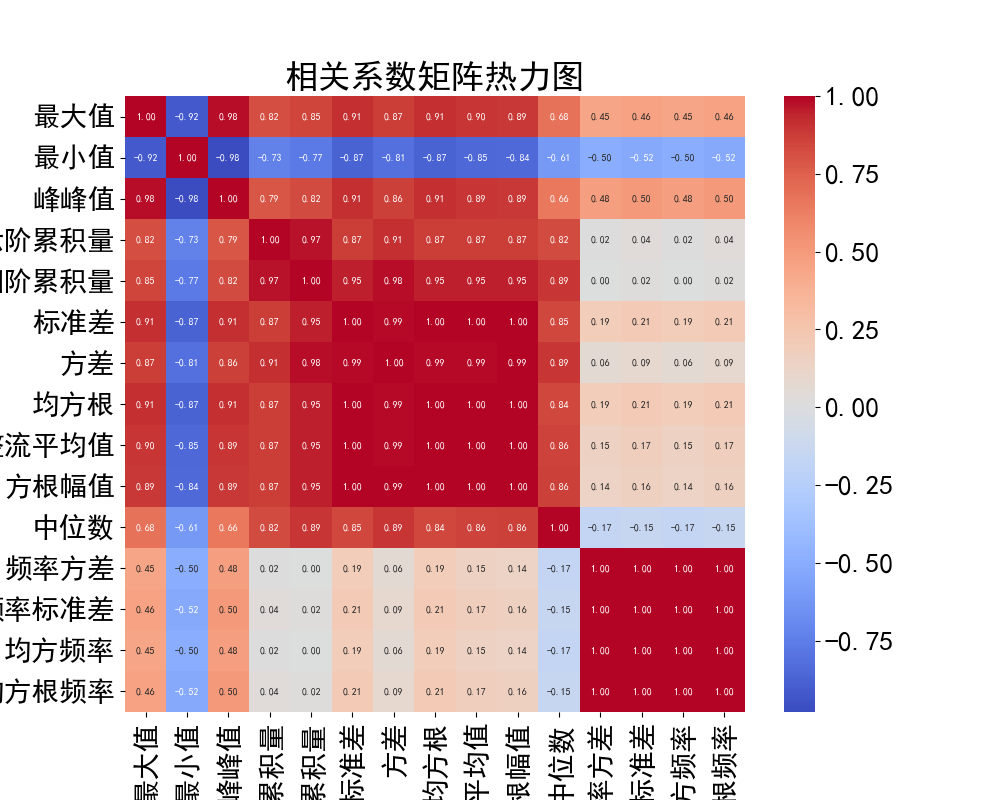 相关系数矩阵热力图
最大值 1.00 -0.92 0.98 0.82 0.85 0.91 0.87 0.91 0.90 0.89 0.68 0.45 0.46 0.45 0.46
最小值 -0.92 1.00 -0.98 -0.73 -0.77 -0.87 -0.81 -0.87 -0.85 -0.84 -0.61 -0.50 -0.52 -0.50 -0.52
峰峰值 0.98 -0.98 1.00 0.79 0.82 0.91 0.86 0.91 0.89 0.89 0.66 0.48 0.50 0.48 0.50
阶累积量 0.82 -0.73 0.79 1.00 0.97 0.87 0.91 0.87 0.87 0.87 0.82 0.02 0.04 0.02 0.04
阶累积量 0.85 -0.77 0.82 0.97 1.00 0.95 0.98 0.95 0.95 0.95 0.89 0.00 0.02 0.00 0.02
标准差 0.91 -0.87 0.91 0.87 0.95 1.00 0.99 1.00 1.00 1.00 0.85 0.19 0.21 0.19 0.21
方差 0.87 -0.81 0.86 0.91 0.98 0.99 1.00 0.99 0.99 0.99 0.89 0.06 0.09 0.06 0.09
均方根 0.91 -0.87 0.91 0.87 0.95 1.00 0.99 1.00 1.00 1.00 0.84 0.19 0.21 0.19 0.21
流平均值 0.90 -0.85 0.89 0.87 0.95 1.00 0.99 1.00 1.00 1.00 0.86 0.15 0.17 0.15 0.17
方根幅值 0.89 -0.84 0.89 0.87 0.95 1.00 0.99 1.00 1.00 1.00 0.86 0.14 0.16 0.14 0.16
中位数 0.68 -0.61 0.66 0.82 0.89 0.85 0.89 0.84 0.86 0.86 1.00 -0.17 -0.15 -0.17 -0.15
频率方差 0.45 -0.50 0.48 0.02 0.00 0.19 0.06 0.19 0.15 0.14 -0.17 1.00 1.00 1.00 1.00
率标准差 0.46 -0.52 0.50 0.04 0.02 0.21 0.09 0.21 0.17 0.16 -0.15 1.00 1.00 1.00 1.00
均方频率 0.45 -0.50 0.48 0.02 0.00 0.19 0.06 0.19 0.15 0.14 -0.17 1.00 1.00 1.00 1.00
方根频率 0.46 -0.52 0.50 0.04 0.02 0.21 0.09 0.21 0.17 0.16 -0.15 1.00 1.00 1.00 1.00
最大值 最小值 峰峰值 累积量 累积量 标准差 方差 均方根 平均值 根幅值 中位数 率方差 标准差 方频率 根频率
1.00
0.75
0.50
0.25
0.00
-0.25
-0.50
-0.75